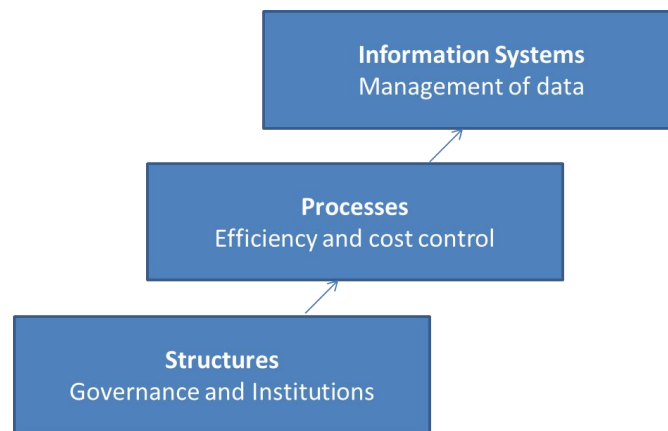 Information Systems
Management of data
Processes
Efficiency and cost control
Structures
Governance and Institutions